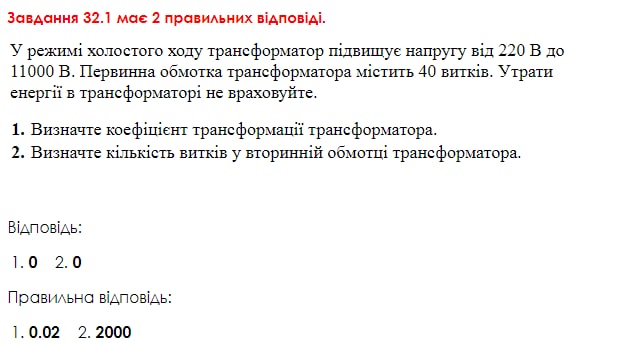 Завдання 32.1 має 2 правильних відповіді.
У режимі холостого ходу трансформатор підвищує напругу від 220 В до
11000 В. Первинна обмотка трансформатора містить 40 витків. Утрати
енергії в трансформаторі не враховуйте.
1. Визначте коефіцієнт трансформації трансформатора.
2. Визначте кількість витків у вторинній обмотці трансформатора.
Відповідь:
1. 0 2. 0
Правильна відповідь:
1. 0.02 2. 2000